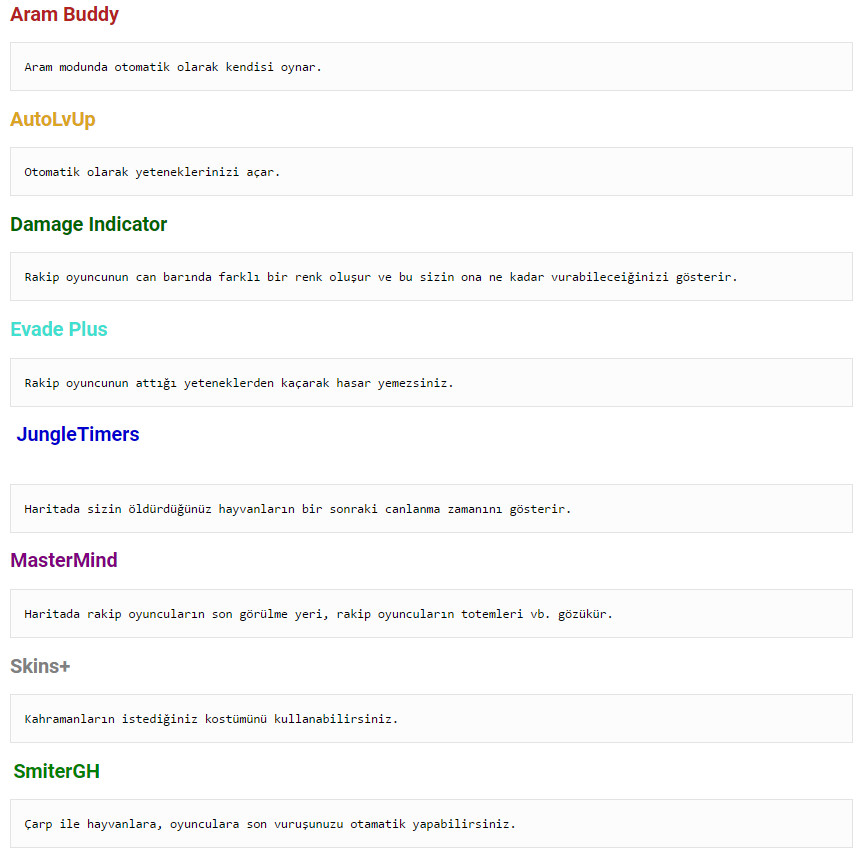 Aram Buddy
Aram modunda otomatik olarak kendisi oynar.
AutoLvUp
Otomatik olarak yeteneklerinizi açar.
Damage Indicator
Rakip oyuncunun can barında farklı bir renk oluşur ve bu sizin ona ne kadar vurabileceiğinizi gösterir.
Evade Plus
Rakip oyuncunun attığı yeteneklerden kaçarak hasar yemezsiniz.
JungleTimers
Haritada sizin öldürdüğünüz hayvanların bir sonraki canlanma zamanını gösterir.
MasterMind
Haritada rakip oyuncuların son görülme yeri, rakip oyuncuların totemleri vb. gözükür.
Skins+
Kahramanların istediğiniz kostümünü kullanabilirsiniz.
SmiterGH
Çarp ile hayvanlara, oyunculara son vuruşunuzu otamatik yapabilirsiniz.